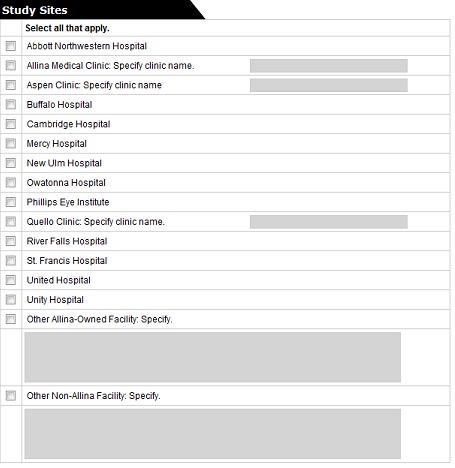 Study Sites
Select all that apply.
Abbott Northwestern Hospital
Allina Medical Clinic: Specify clinic name.
Aspen Clinic: Specify clinic name
Buffalo Hospital
Cambridge Hospital
Mercy Hospital
New Ulm Hospital
Owatonna Hospital
Phillips Eye Institute
Quello Clinic: Specify clinic name.
River Falls Hospital
St. Francis Hospital
United Hospital
Unity Hospital
Other Allina-Owned Facility: Specify.
Other Non-Allina Facility: Specify.